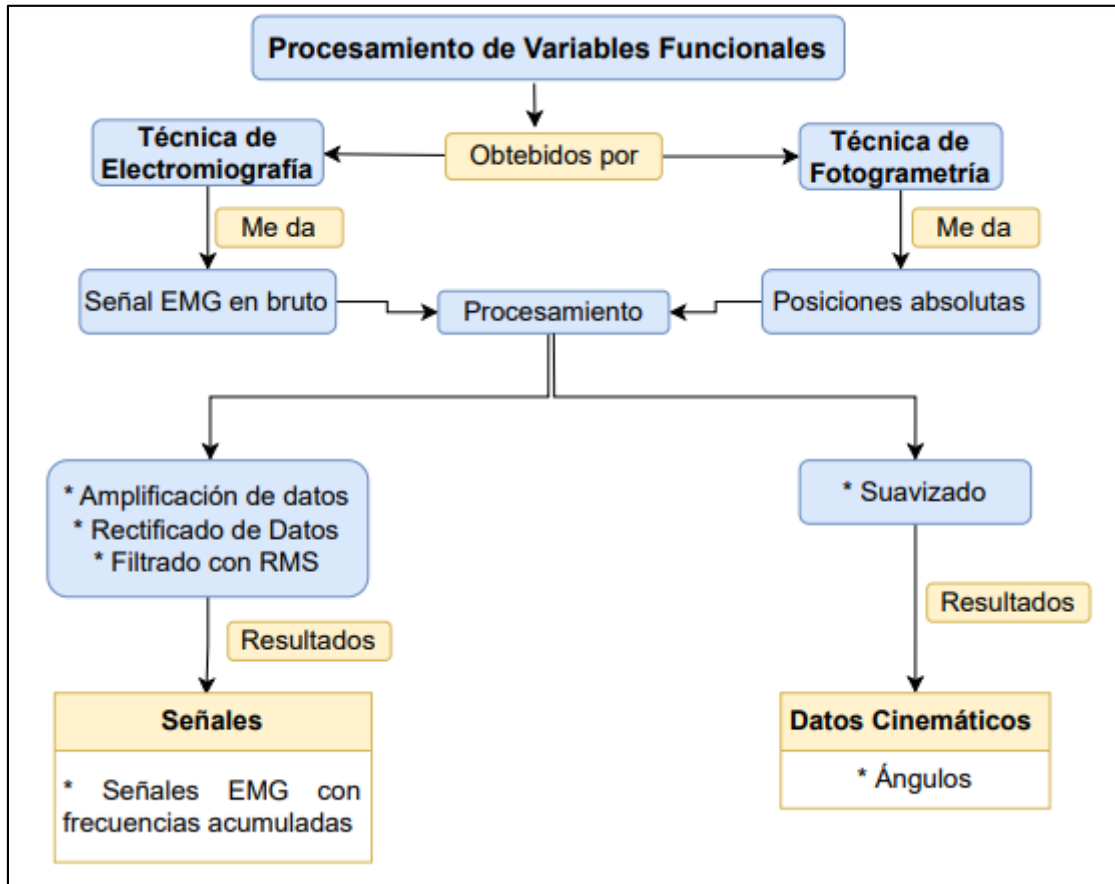 Procesamiento de Variables Funcionales
Técnica de
Electromiografía
Obtebidos por
Técnica de
Fotogrametría
Me da
Me da
Señal EMG en bruto
Procesamiento
Posiciones absolutas
* Amplificación de datos
* Rectificado de Datos
* Filtrado con RMS
* Suavizado
Resultados
Resultados
Señales
* Señales EMG con
frecuencias acumuladas
Datos Cinemáticos
* Ángulos